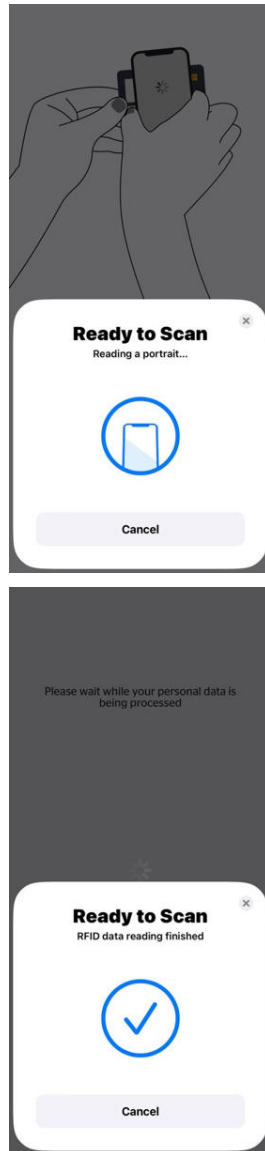 Ready to Scan
Reading a portrait...
Cancel
Please wait while your personal data is
being processed
Ready to Scan
RFID data reading finished
Cancel